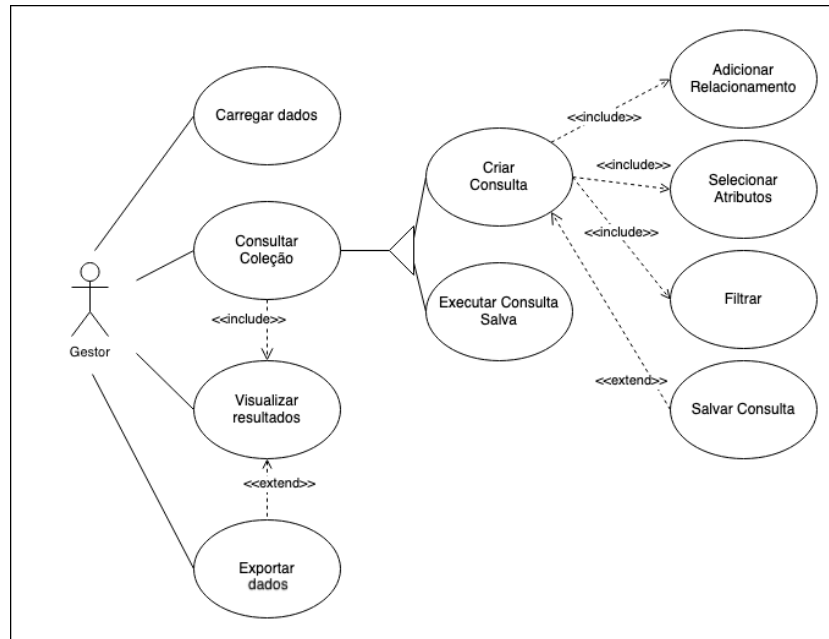 Carregar dados
Consultar
Coleção
<<include>>
Gestor
Visualizar
resultados
<<extend>>
Exportar
dados
Criar
Consulta
Executar Consulta
Salva
<<include>>
<<include>>
<<include>>
<<extend>>
Adicionar
Relacionamento
Selecionar
Atributos
Filtrar
Salvar Consulta